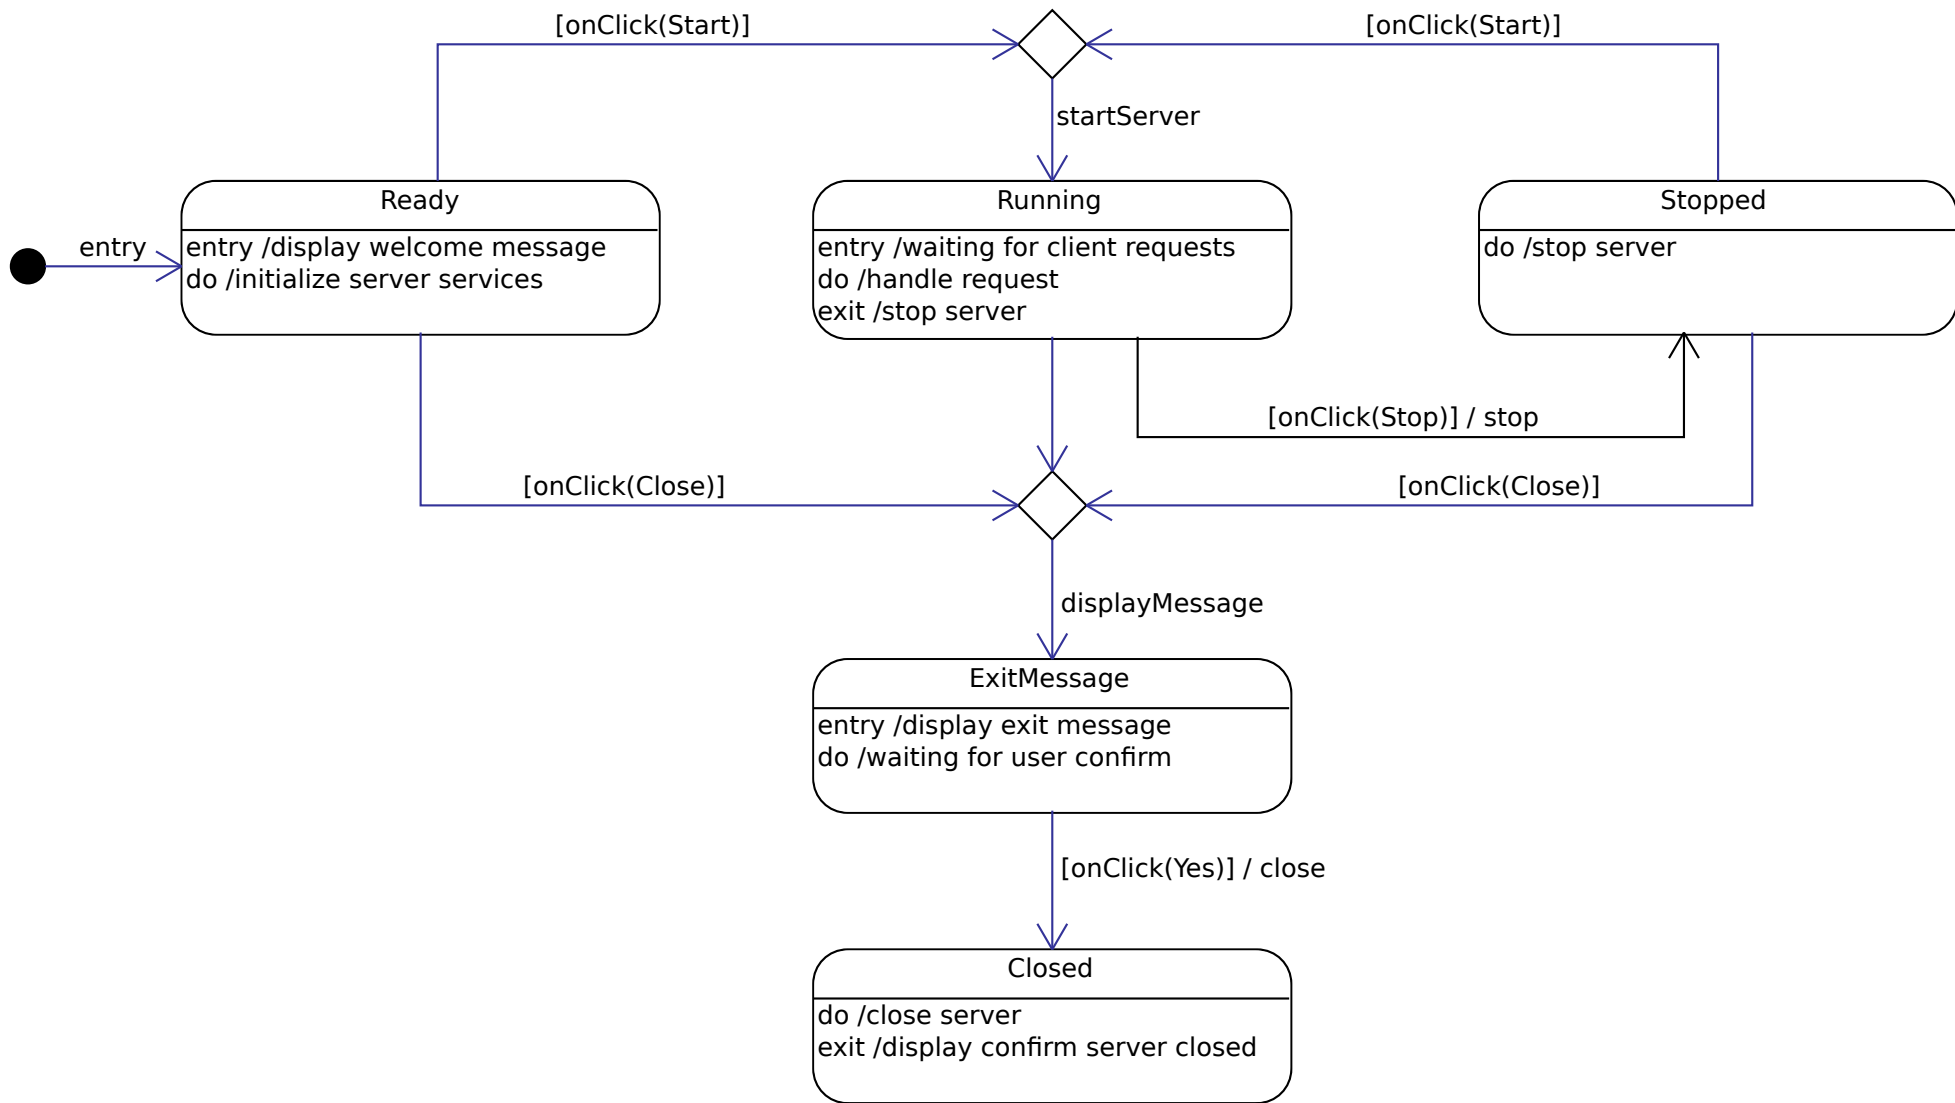 [onClick(Start)]
[onClick(Start)]
startServer
entry
Ready
entry /display welcome message
do /initialize server services
Running
entry /waiting for client requests
do /handle request
exit /stop server
Stopped
do /stop server
[onClick(Stop)] / stop
[onClick(Close)]
[onClick(Close)]
displayMessage
ExitMessage
entry /display exit message
do /waiting for user confirm
[onClick(Yes)] / close
Closed
do /close server
exit /display confirm server closed